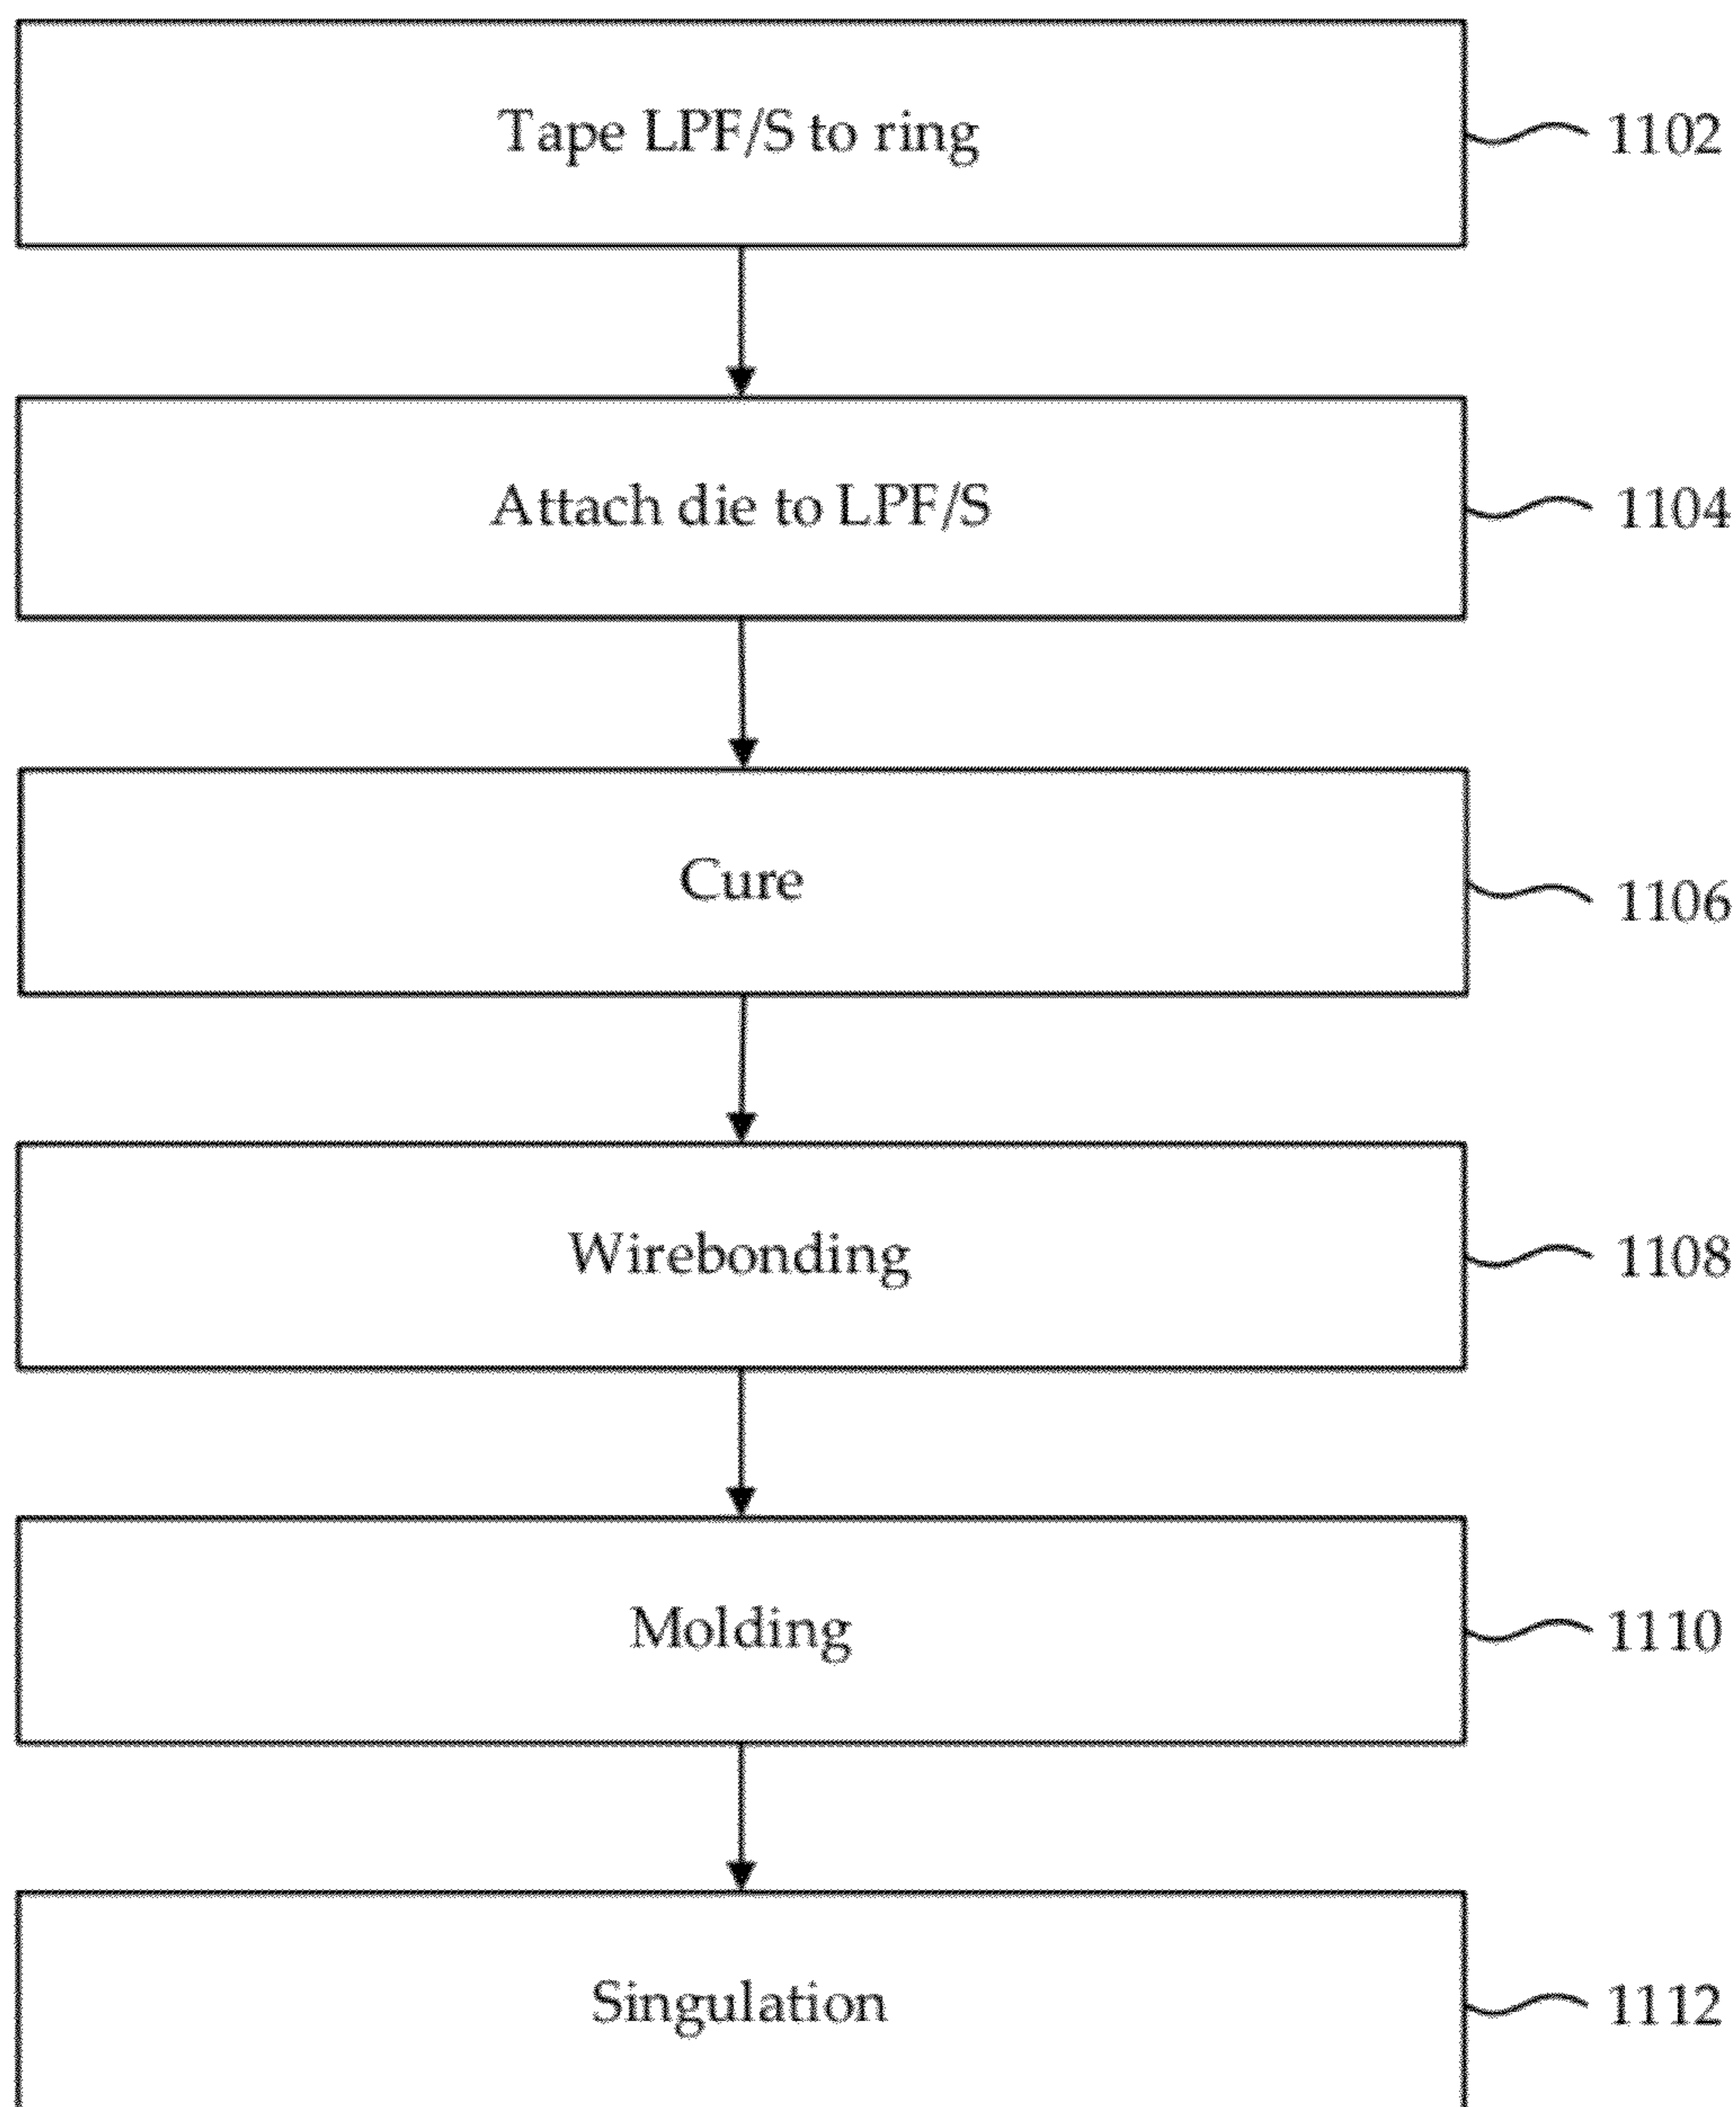 Tape LPF/S to ring
1102
Attach die to LPF/S
1104
Cure
1106
Wirebonding
1108
Molding
1110
Singulation
1112